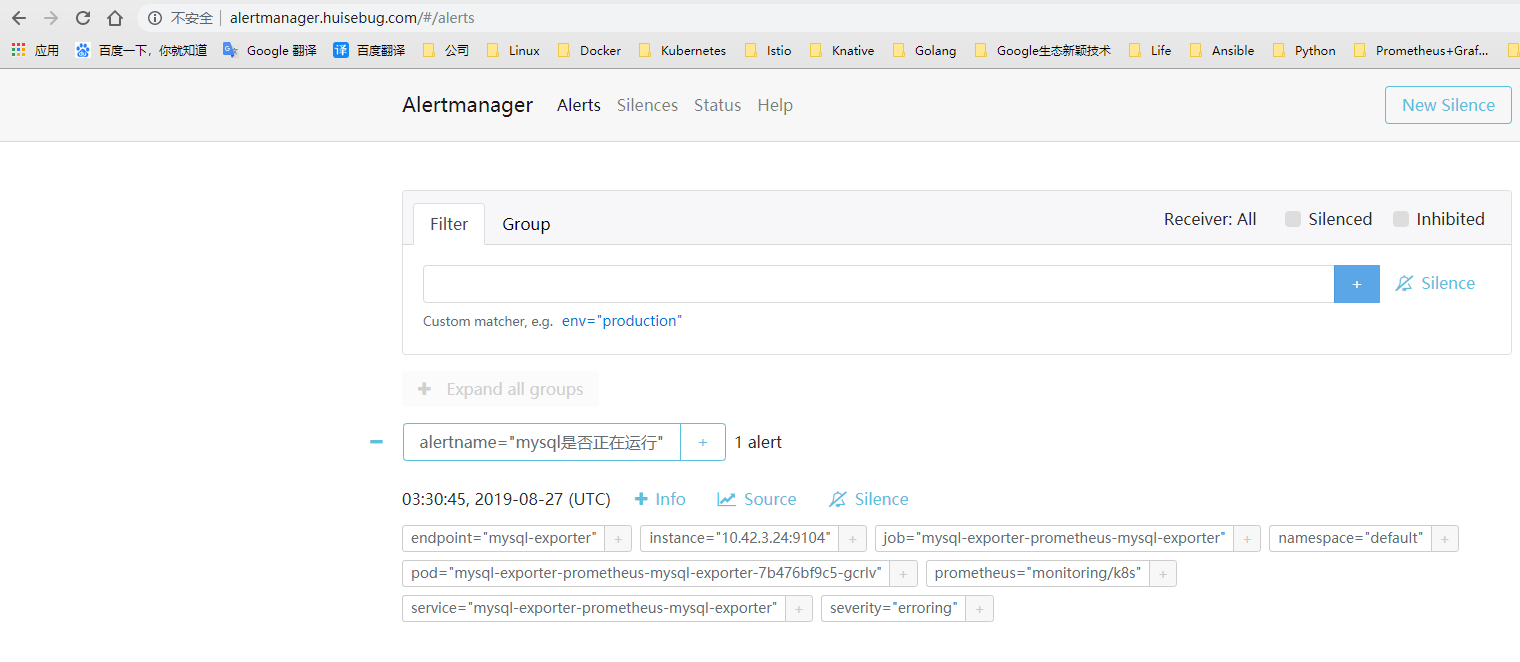 不安全 | alertmanager.huisebug.com/#/alerts
应用 百度一下，你就知道 Google 翻译 译 百度翻译 公司 Linux Docker Kubernetes Istio Knative Golang Google生态新颖技术 Life Ansible Python Prometheus+Graf...
Alertmanager Alerts Silences Status Help New Silence
Filter Group Receiver: All Silenced Inhibited
+ Silence
Custom matcher, e.g. env="production"
+ Expand all groups
− alertname="mysql是否正在运行" + 1 alert
03:30:45, 2019-08-27 (UTC) + Info Source Silence
endpoint="mysql-exporter" + instance="10.42.3.24:9104" + job="mysql-exporter-prometheus-mysql-exporter" + namespace="default" +
pod="mysql-exporter-prometheus-mysql-exporter-7b476bf9c5-gcrlv" + prometheus="monitoring/k8s" +
service="mysql-exporter-prometheus-mysql-exporter" + severity="erroring" +